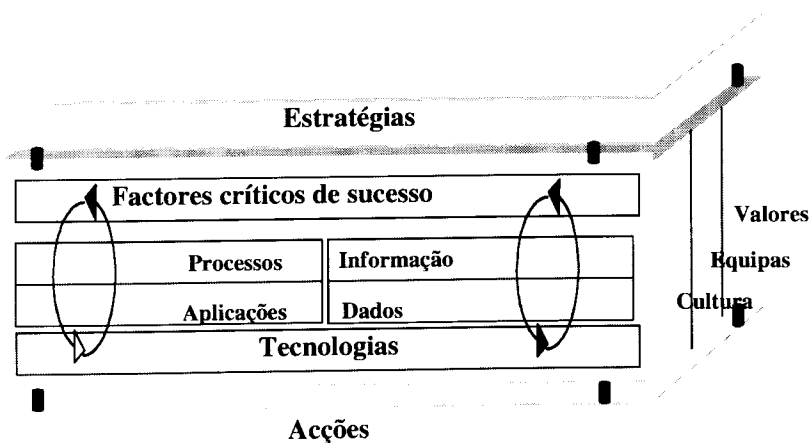 Estratégias
Factores críticos de sucesso
Processos
Informação
Aplicações
Dados
Tecnologias
Acções
Valores
Equipas
Cultura